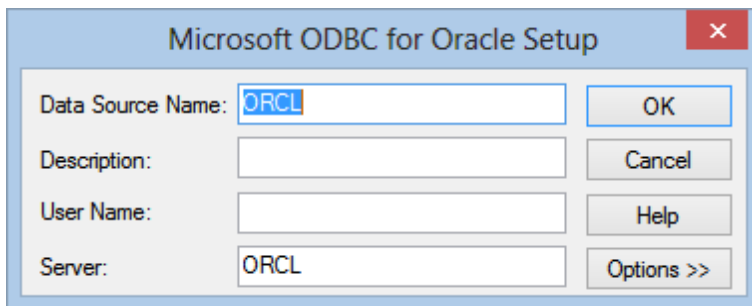 Microsoft ODBC for Oracle Setup
Data Source Name: ORCL OK
Description: Cancel
User Name: Help
Server: ORCL Options >>